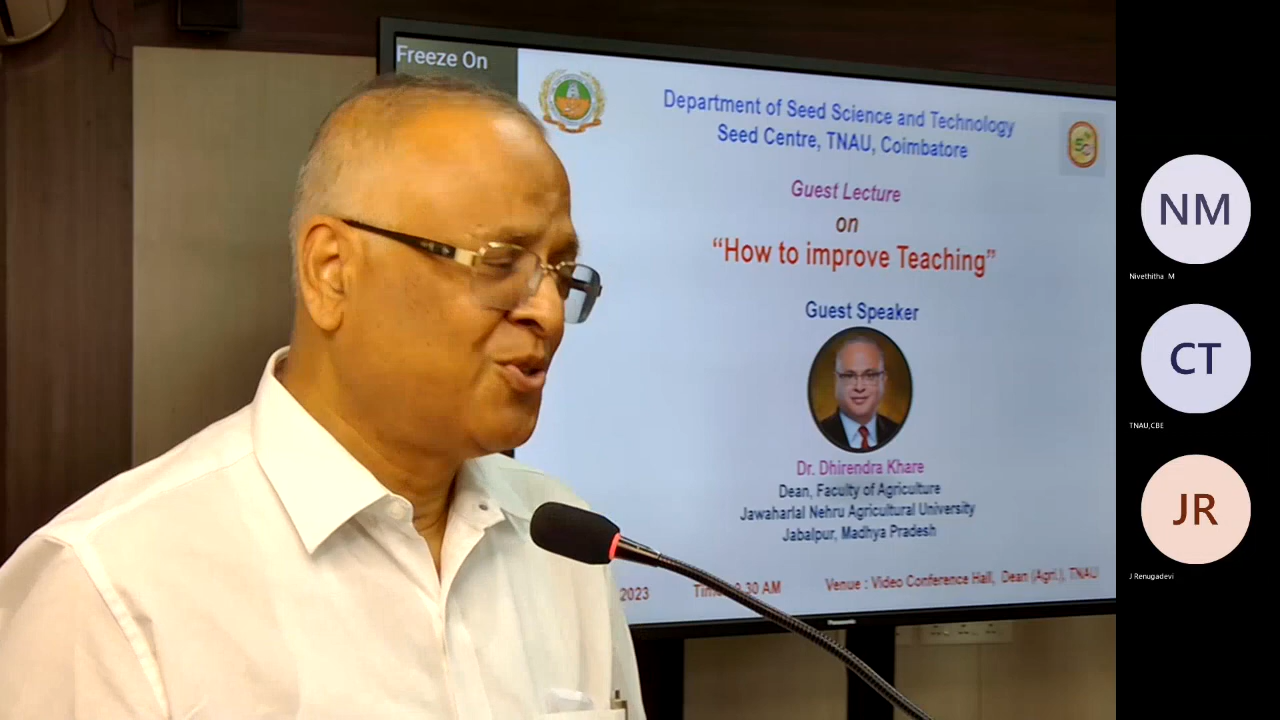 Freeze On
Department of Seed Science and Technology
Seed Centre, TNAU, Coimbatore
Guest Lecture
on
“How to improve Teaching”
Guest Speaker
Dr. Dhirendra Khare
Dean, Faculty of Agriculture
Jawaharlal Nehru Agricultural University
Jabalpur, Madhya Pradesh
2023
30 AM
Venue : Video Conference Hall, Dean (Agri.), TNAU
Panasonic
NM
Nivethitha M
CT
TNAU,CBE
JR
J Renugadevi